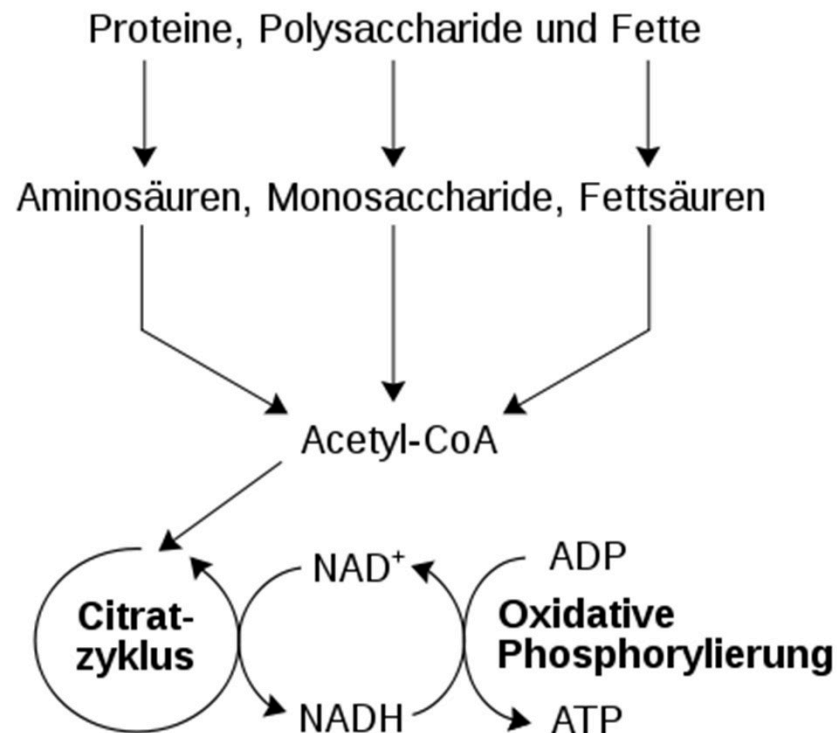 Proteine, Polysaccharide und Fette
Aminosäuren, Monosaccharide, Fettsäuren
Acetyl-CoA
Citrat-
zyklus
NAD⁺
NADH
ADP
Oxidative
Phosphorylierung
ATP